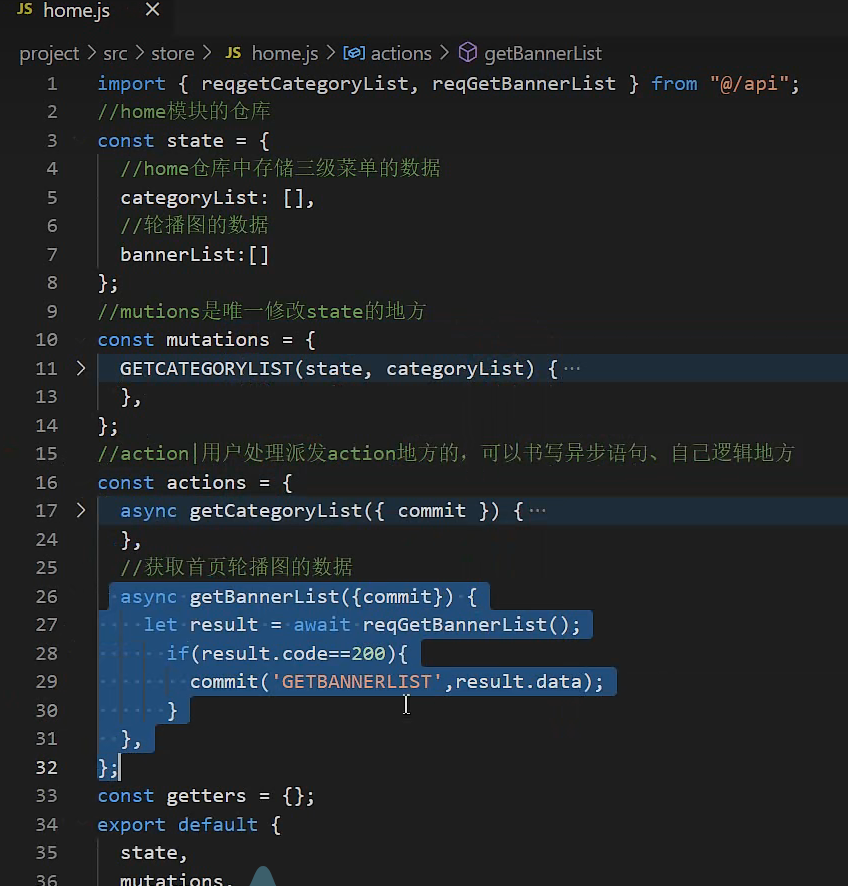 JS home.js ×
project > src > store > JS home.js > actions > getBannerList
1 import { reqgetCategoryList, reqGetBannerList } from "@/api";
2 //home模块的仓库
3 const state = {
4 //home仓库中存储三级菜单的数据
5 categoryList: [],
6 //轮播图的数据
7 bannerList:[]
8 };
9 //mutions是唯一修改state的地方
10 const mutations = {
11 > GETCATEGORYLIST(state, categoryList) { ···
13 },
14 };
15 //action|用户处理派发action地方的，可以书写异步语句、自己逻辑地方
16 const actions = {
17 > async getCategoryList({ commit }) { ···
24 },
25 //获取首页轮播图的数据
26 async getBannerList({commit}) {
27 let result = await reqGetBannerList();
28 if(result.code==200){
29 commit('GETBANNERLIST',result.data);
30 }
31 },
32 };
33 const getters = {};
34 export default {
35 state,
36 mutations,